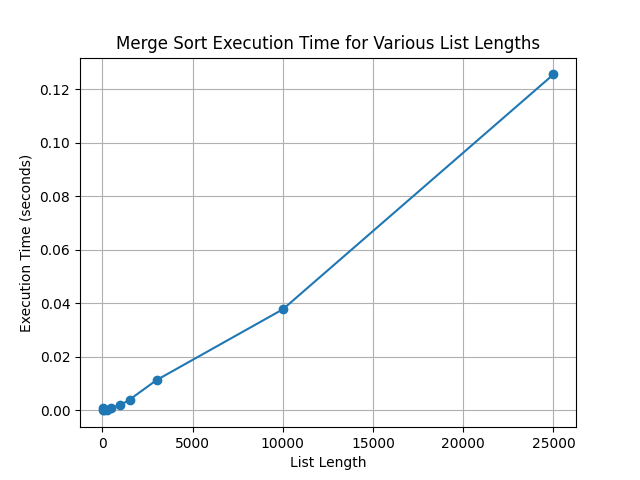 Merge Sort Execution Time for Various List Lengths
0.12
0.10
0.08
0.06
0.04
0.02
0.00
Execution Time (seconds)
0 5000 10000 15000 20000 25000
List Length